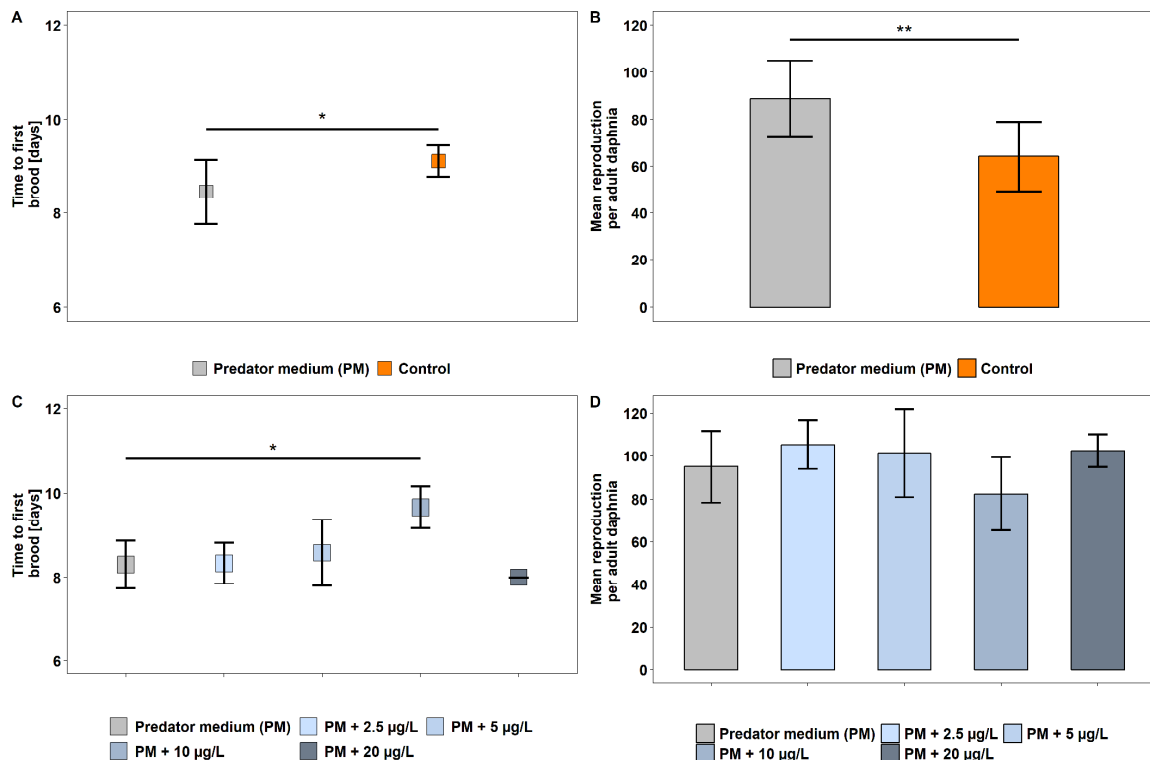 A
12
10
8
6
Time to first
brood [days]
*
Predator medium (PM) Control
B
120
100
80
60
40
20
0
Mean reproduction
per adult daphnia
**
Predator medium (PM) Control
C
12
10
8
6
Time to first
brood [days]
*
Predator medium (PM) PM + 2.5 µg/L PM + 5 µg/L
PM + 10 µg/L PM + 20 µg/L
D
120
100
80
60
40
20
0
Mean reproduction
per adult daphnia
Predator medium (PM) PM + 2.5 µg/L PM + 5 µg/L
PM + 10 µg/L PM + 20 µg/L